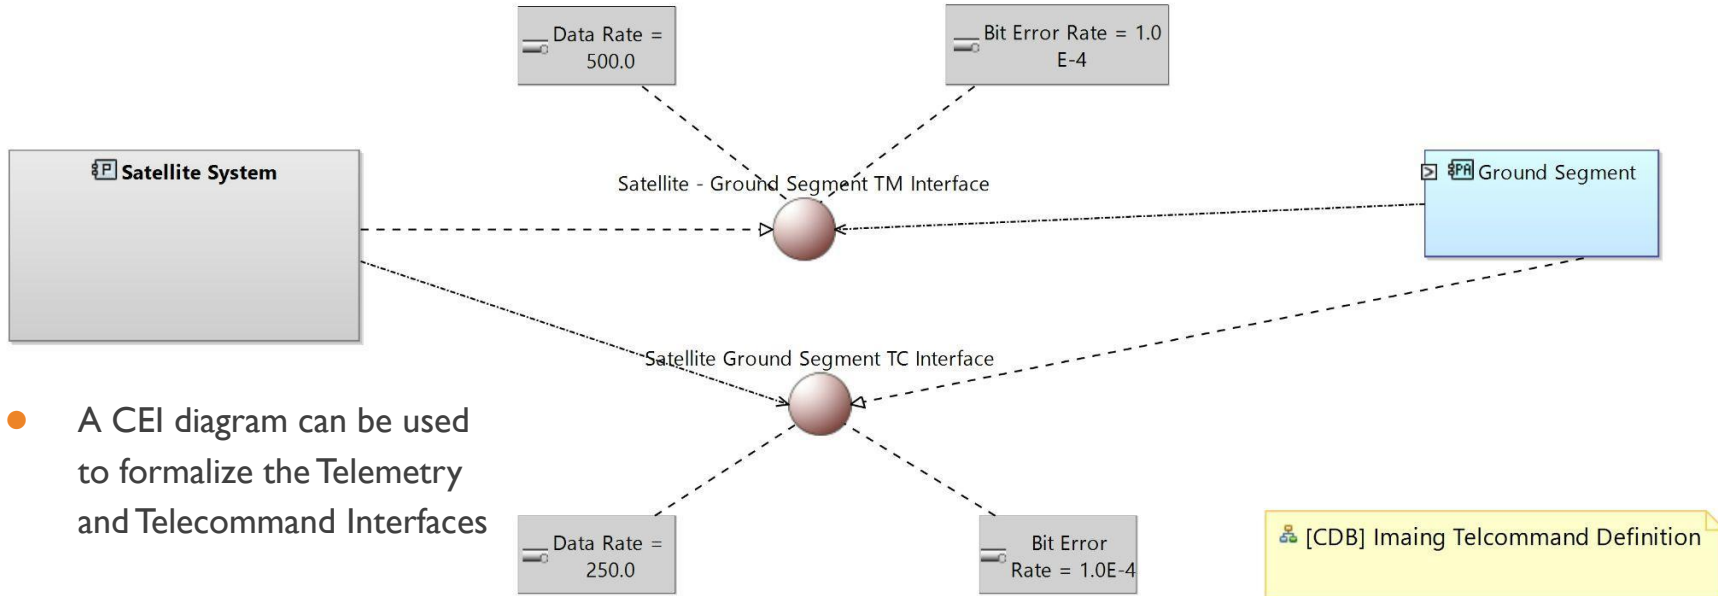 Data Rate =
500.0
Bit Error Rate = 1.0
E-4
P Satellite System
Satellite - Ground Segment TM Interface
> PA Ground Segment
Satellite Ground Segment TC Interface
A CEI diagram can be used
to formalize the Telemetry
and Telecommand Interfaces
Data Rate =
250.0
Bit Error
Rate = 1.0E-4
[CDB] Imaing Telcommand Definition